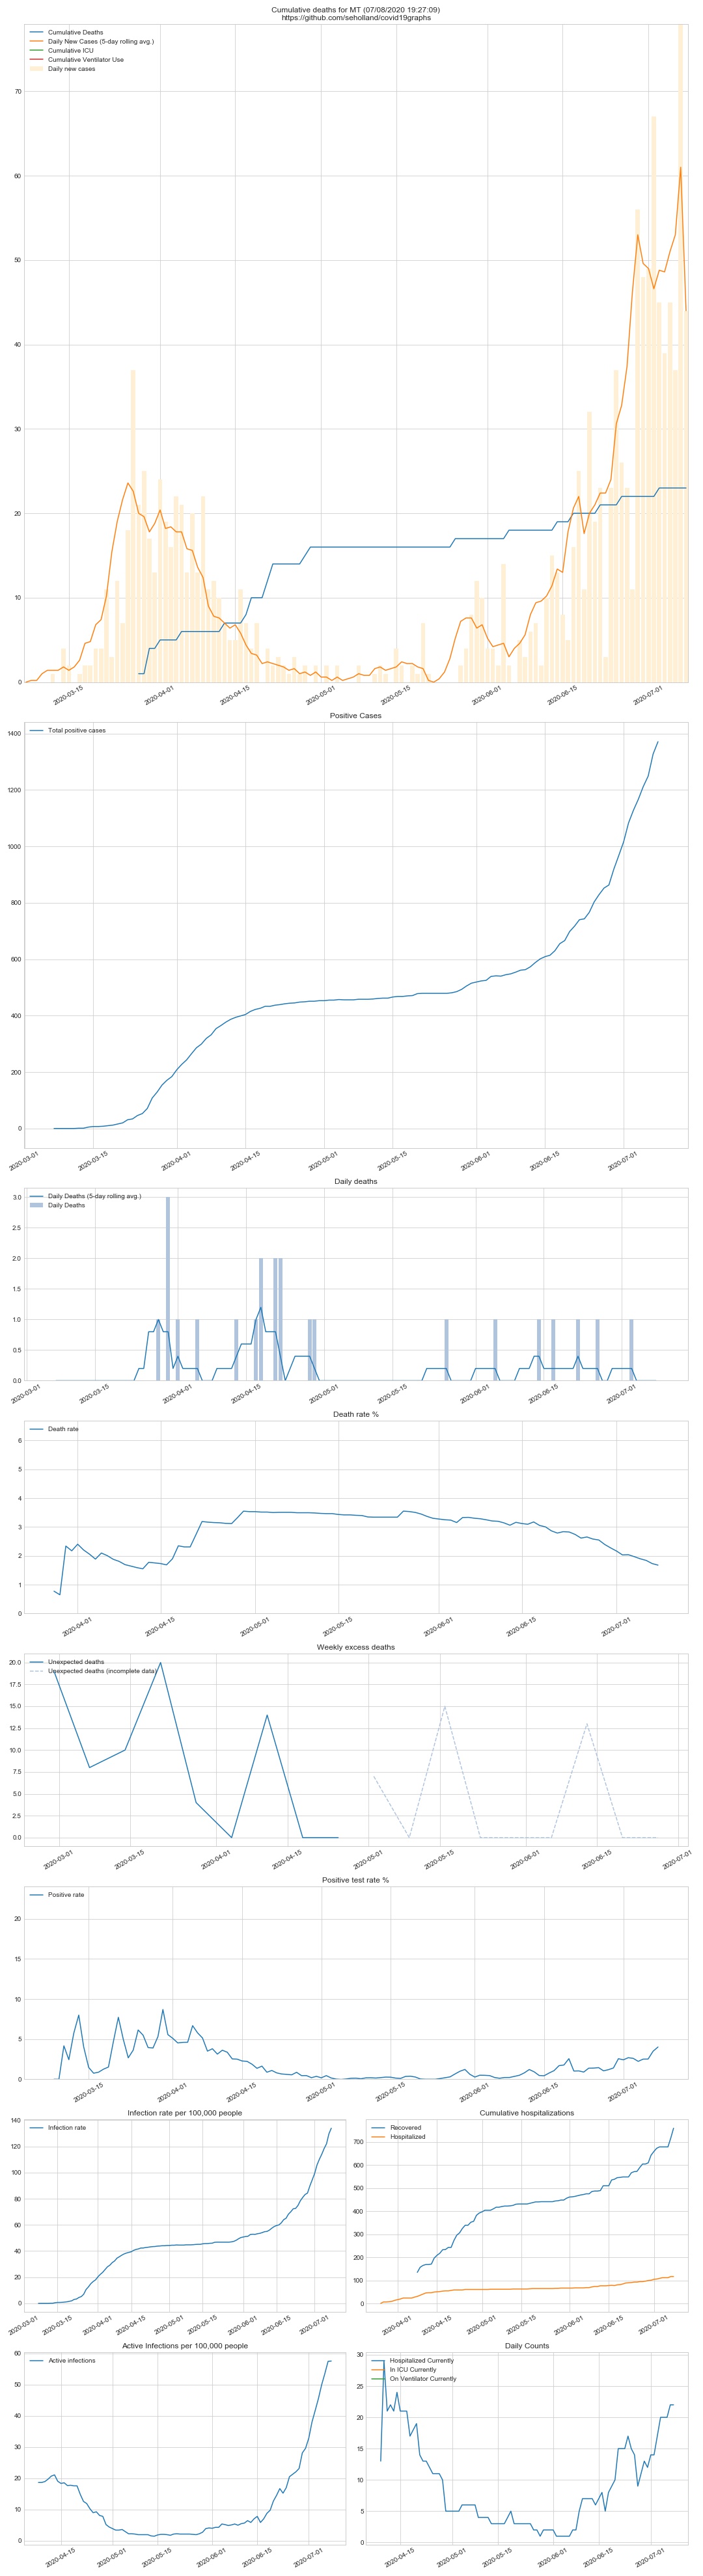 Cumulative deaths for MT (07/08/2020 19:27:09)
https://github.com/seholland/covid19graphs
Cumulative Deaths
Daily New Cases (5-day rolling avg.)
Cumulative ICU
Cumulative Ventilator Use
Daily new cases
70
60
50
40
30
20
10
0
2020-03-15 2020-04-01 2020-04-15 2020-05-01 2020-05-15 2020-06-01 2020-06-15 2020-07-01
Positive Cases
Total positive cases
1400
1200
1000
800
600
400
200
0
2020-03-01 2020-03-15 2020-04-01 2020-04-15 2020-05-01 2020-05-15 2020-06-01 2020-06-15 2020-07-01
Daily deaths
Daily Deaths (5-day rolling avg.)
Daily Deaths
3.0
2.5
2.0
1.5
1.0
0.5
0.0
2020-03-01 2020-03-15 2020-04-01 2020-04-15 2020-05-01 2020-05-15 2020-06-01 2020-06-15 2020-07-01
Death rate %
Death rate
6
5
4
3
2
1
0
2020-04-01 2020-04-15 2020-05-01 2020-05-15 2020-06-01 2020-06-15 2020-07-01
Weekly excess deaths
Unexpected deaths
Unexpected deaths (incomplete data)
20.0
17.5
15.0
12.5
10.0
7.5
5.0
2.5
0.0
2020-03-01 2020-03-15 2020-04-01 2020-04-15 2020-05-01 2020-05-15 2020-06-01 2020-06-15 2020-07-01
Positive test rate %
Positive rate
20
15
10
5
0
2020-03-15 2020-04-01 2020-04-15 2020-05-01 2020-05-15 2020-06-01 2020-06-15 2020-07-01
Infection rate per 100,000 people
Infection rate
140
120
100
80
60
40
20
0
2020-03-01 2020-03-15 2020-04-01 2020-04-15 2020-05-01 2020-05-15 2020-06-01 2020-06-15 2020-07-01
Cumulative hospitalizations
Recovered
Hospitalized
700
600
500
400
300
200
100
0
2020-04-01 2020-04-15 2020-05-01 2020-05-15 2020-06-01 2020-06-15 2020-07-01
Active Infections per 100,000 people
Active infections
60
50
40
30
20
10
0
2020-04-15 2020-05-01 2020-05-15 2020-06-01 2020-06-15 2020-07-01
Daily Counts
Hospitalized Currently
In ICU Currently
On Ventilator Currently
30
25
20
15
10
5
0
2020-04-15 2020-05-01 2020-05-15 2020-06-01 2020-06-15 2020-07-01